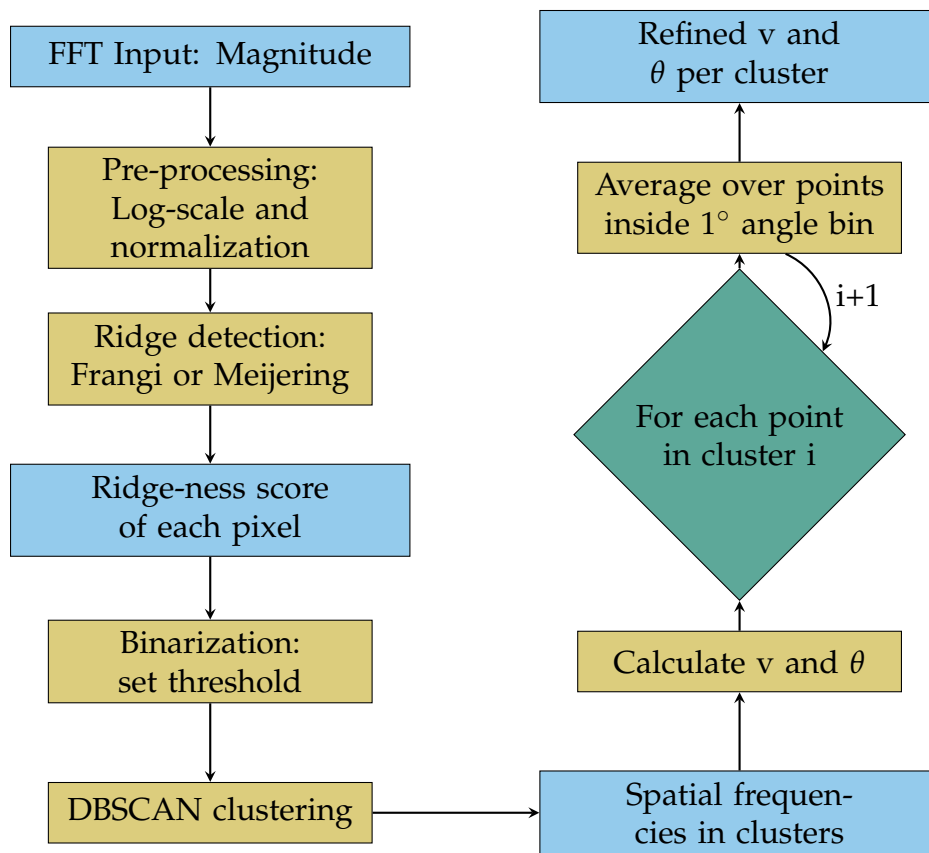 FFT Input: Magnitude
Pre-processing:
Log-scale and
normalization
Ridge detection:
Frangi or Meijering
Ridge-ness score
of each pixel
Binarization:
set threshold
DBSCAN clustering
Spatial frequen-
cies in clusters
Calculate v and θ
For each point
in cluster i
i+1
Average over points
inside 1° angle bin
Refined v and
θ per cluster